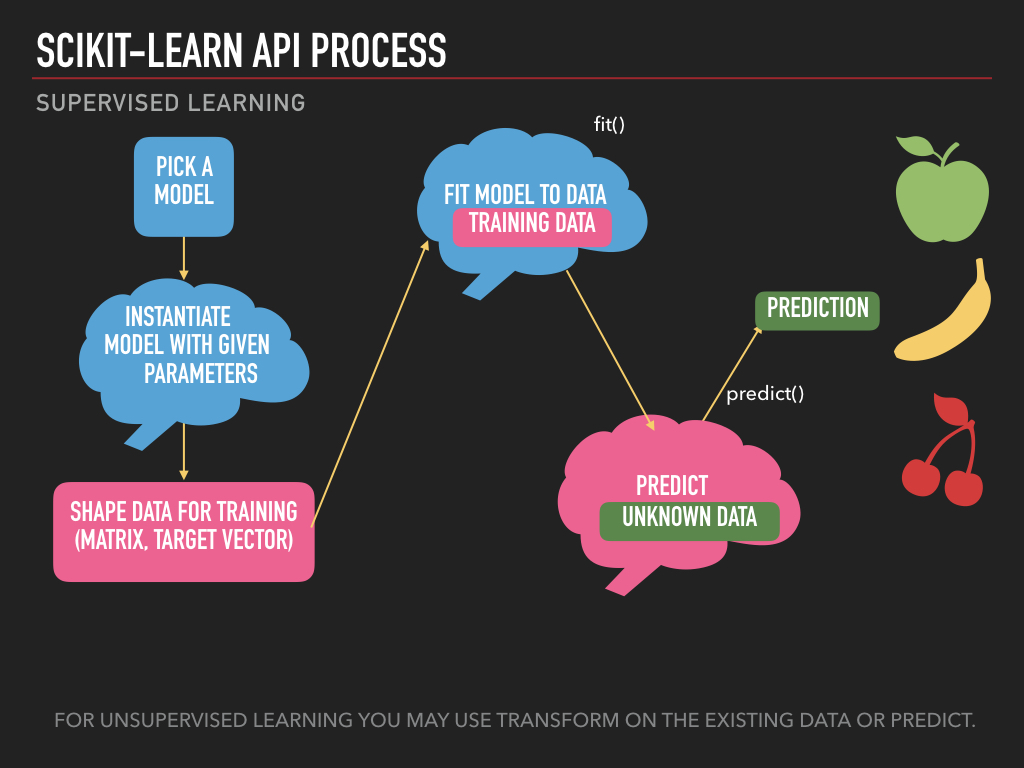 SCIKIT-LEARN API PROCESS
SUPERVISED LEARNING
PICK A
MODEL
INSTANTIATE
MODEL WITH GIVEN
PARAMETERS
SHAPE DATA FOR TRAINING
(MATRIX, TARGET VECTOR)
fit()
FIT MODEL TO DATA
TRAINING DATA
PREDICTION
predict()
PREDICT
UNKNOWN DATA
FOR UNSUPERVISED LEARNING YOU MAY USE TRANSFORM ON THE EXISTING DATA OR PREDICT.